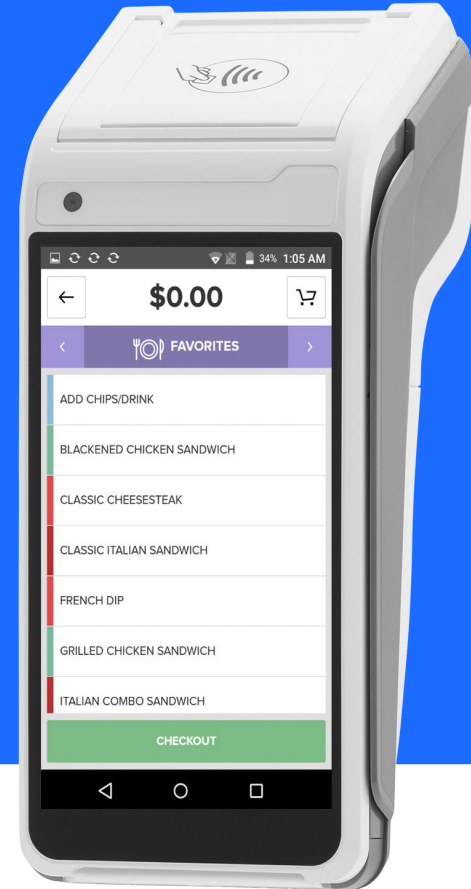 34% 1:05 AM
$0.00
FAVORITES
ADD CHIPS/DRINK
BLACKENED CHICKEN SANDWICH
CLASSIC CHEESESTEAK
CLASSIC ITALIAN SANDWICH
FRENCH DIP
GRILLED CHICKEN SANDWICH
ITALIAN COMBO SANDWICH
CHECKOUT